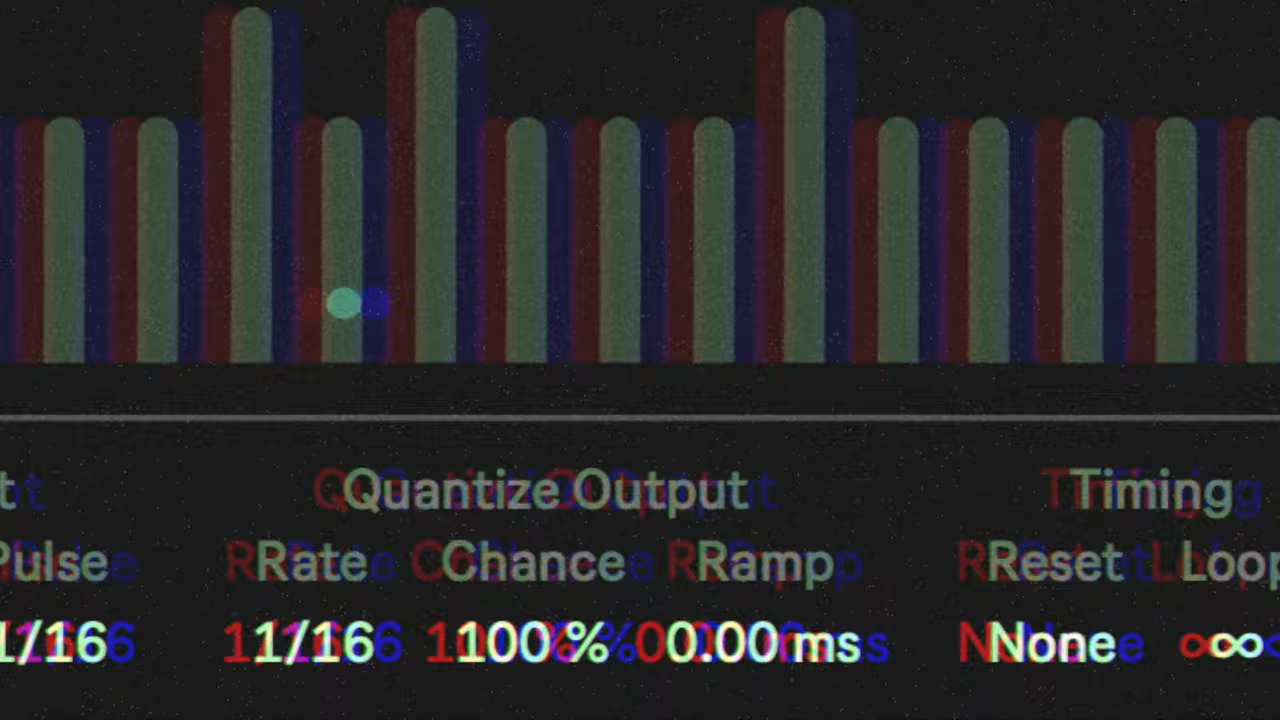 t Quantize Output Timing
Pulse Rate Chance Ramp Reset Loop
1/16 1/16 100% 0.00 ms None ∞